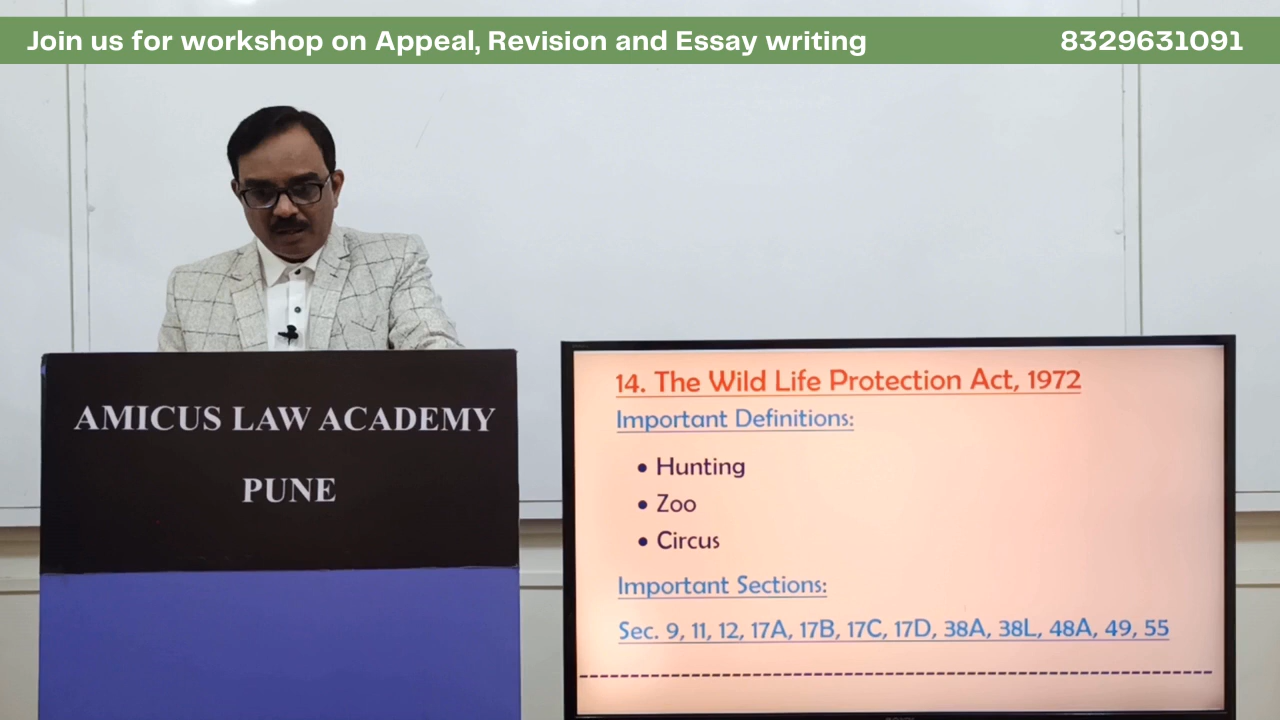 Join us for workshop on Appeal, Revision and Essay writing
8329631091
AMICUS LAW ACADEMY
PUNE
14. The Wild Life Protection Act, 1972
Important Definitions:
• Hunting
• Zoo
• Circus
Important Sections:
Sec. 9, 11, 12, 17A, 17B, 17C, 17D, 38A, 38L, 48A, 49, 55